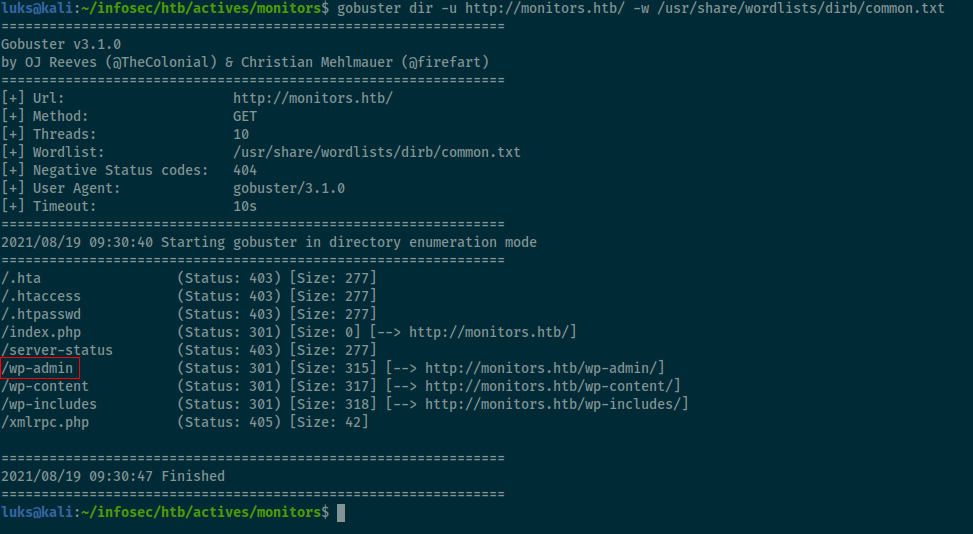 luks@kali:~/infosec/htb/actives/monitors$ gobuster dir -u http://monitors.htb/ -w /usr/share/wordlists/dirb/common.txt
===============================================================
Gobuster v3.1.0
by OJ Reeves (@TheColonial) & Christian Mehlmauer (@firefart)
===============================================================
[+] Url:                     http://monitors.htb/
[+] Method:                  GET
[+] Threads:                 10
[+] Wordlist:                /usr/share/wordlists/dirb/common.txt
[+] Negative Status codes:   404
[+] User Agent:              gobuster/3.1.0
[+] Timeout:                 10s
===============================================================
2021/08/19 09:30:40 Starting gobuster in directory enumeration mode
===============================================================
/.hta                 (Status: 403) [Size: 277]
/.htaccess            (Status: 403) [Size: 277]
/.htpasswd            (Status: 403) [Size: 277]
/index.php            (Status: 301) [Size: 0] [--> http://monitors.htb/]
/server-status        (Status: 403) [Size: 277]
/wp-admin             (Status: 301) [Size: 315] [--> http://monitors.htb/wp-admin/]
/wp-content           (Status: 301) [Size: 317] [--> http://monitors.htb/wp-content/]
/wp-includes          (Status: 301) [Size: 318] [--> http://monitors.htb/wp-includes/]
/xmlrpc.php           (Status: 405) [Size: 42]

===============================================================
2021/08/19 09:30:47 Finished
===============================================================
luks@kali:~/infosec/htb/actives/monitors$